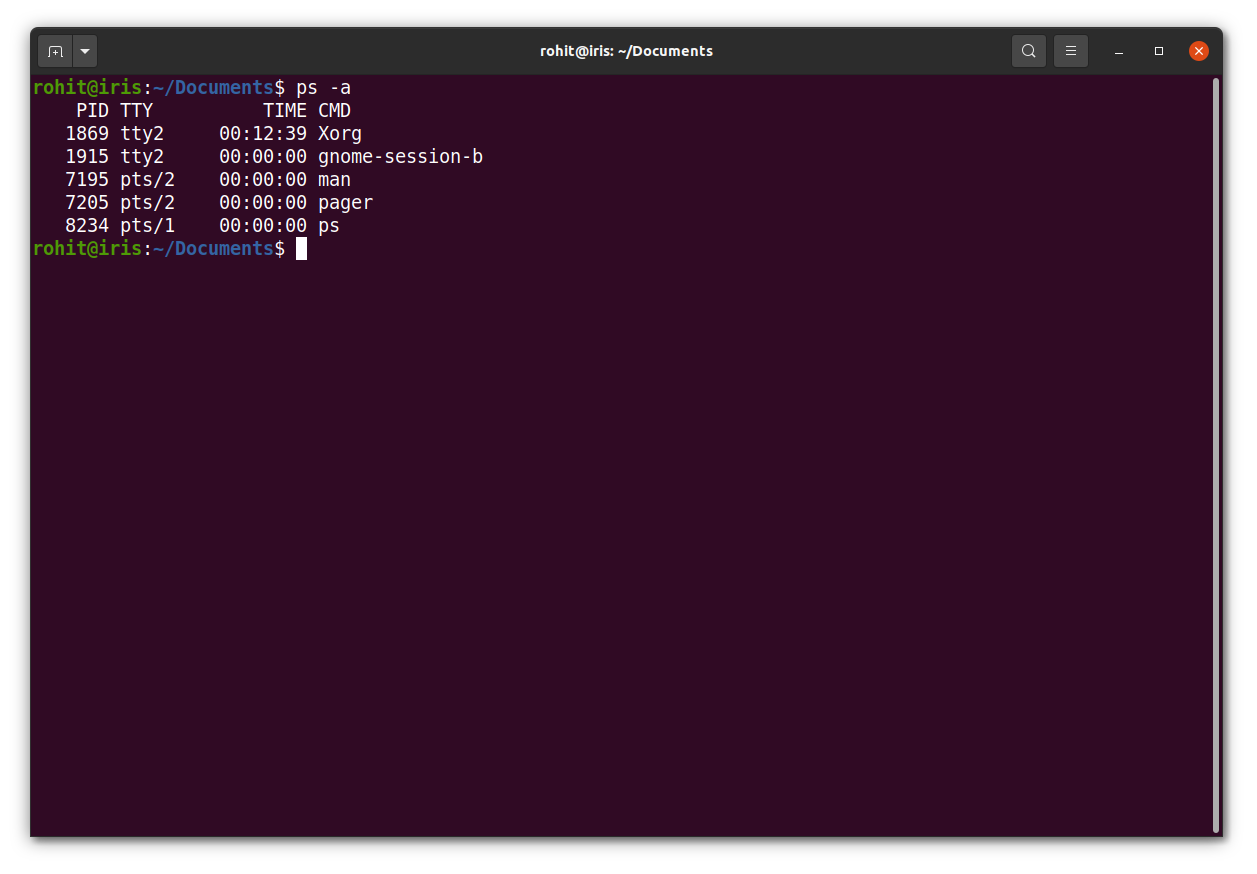 rohit@iris: ~/Documents
rohit@iris:~/Documents$ ps -a
    PID TTY          TIME CMD
   1869 tty2     00:12:39 Xorg
   1915 tty2     00:00:00 gnome-session-b
   7195 pts/2    00:00:00 man
   7205 pts/2    00:00:00 pager
   8234 pts/1    00:00:00 ps
rohit@iris:~/Documents$